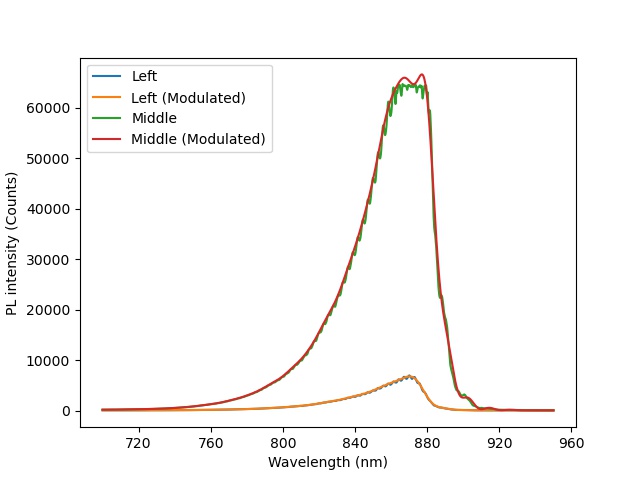 Left
Left (Modulated)
Middle
Middle (Modulated)
PL intensity (Counts)
60000
50000
40000
30000
20000
10000
0
720 760 800 840 880 920 960
Wavelength (nm)